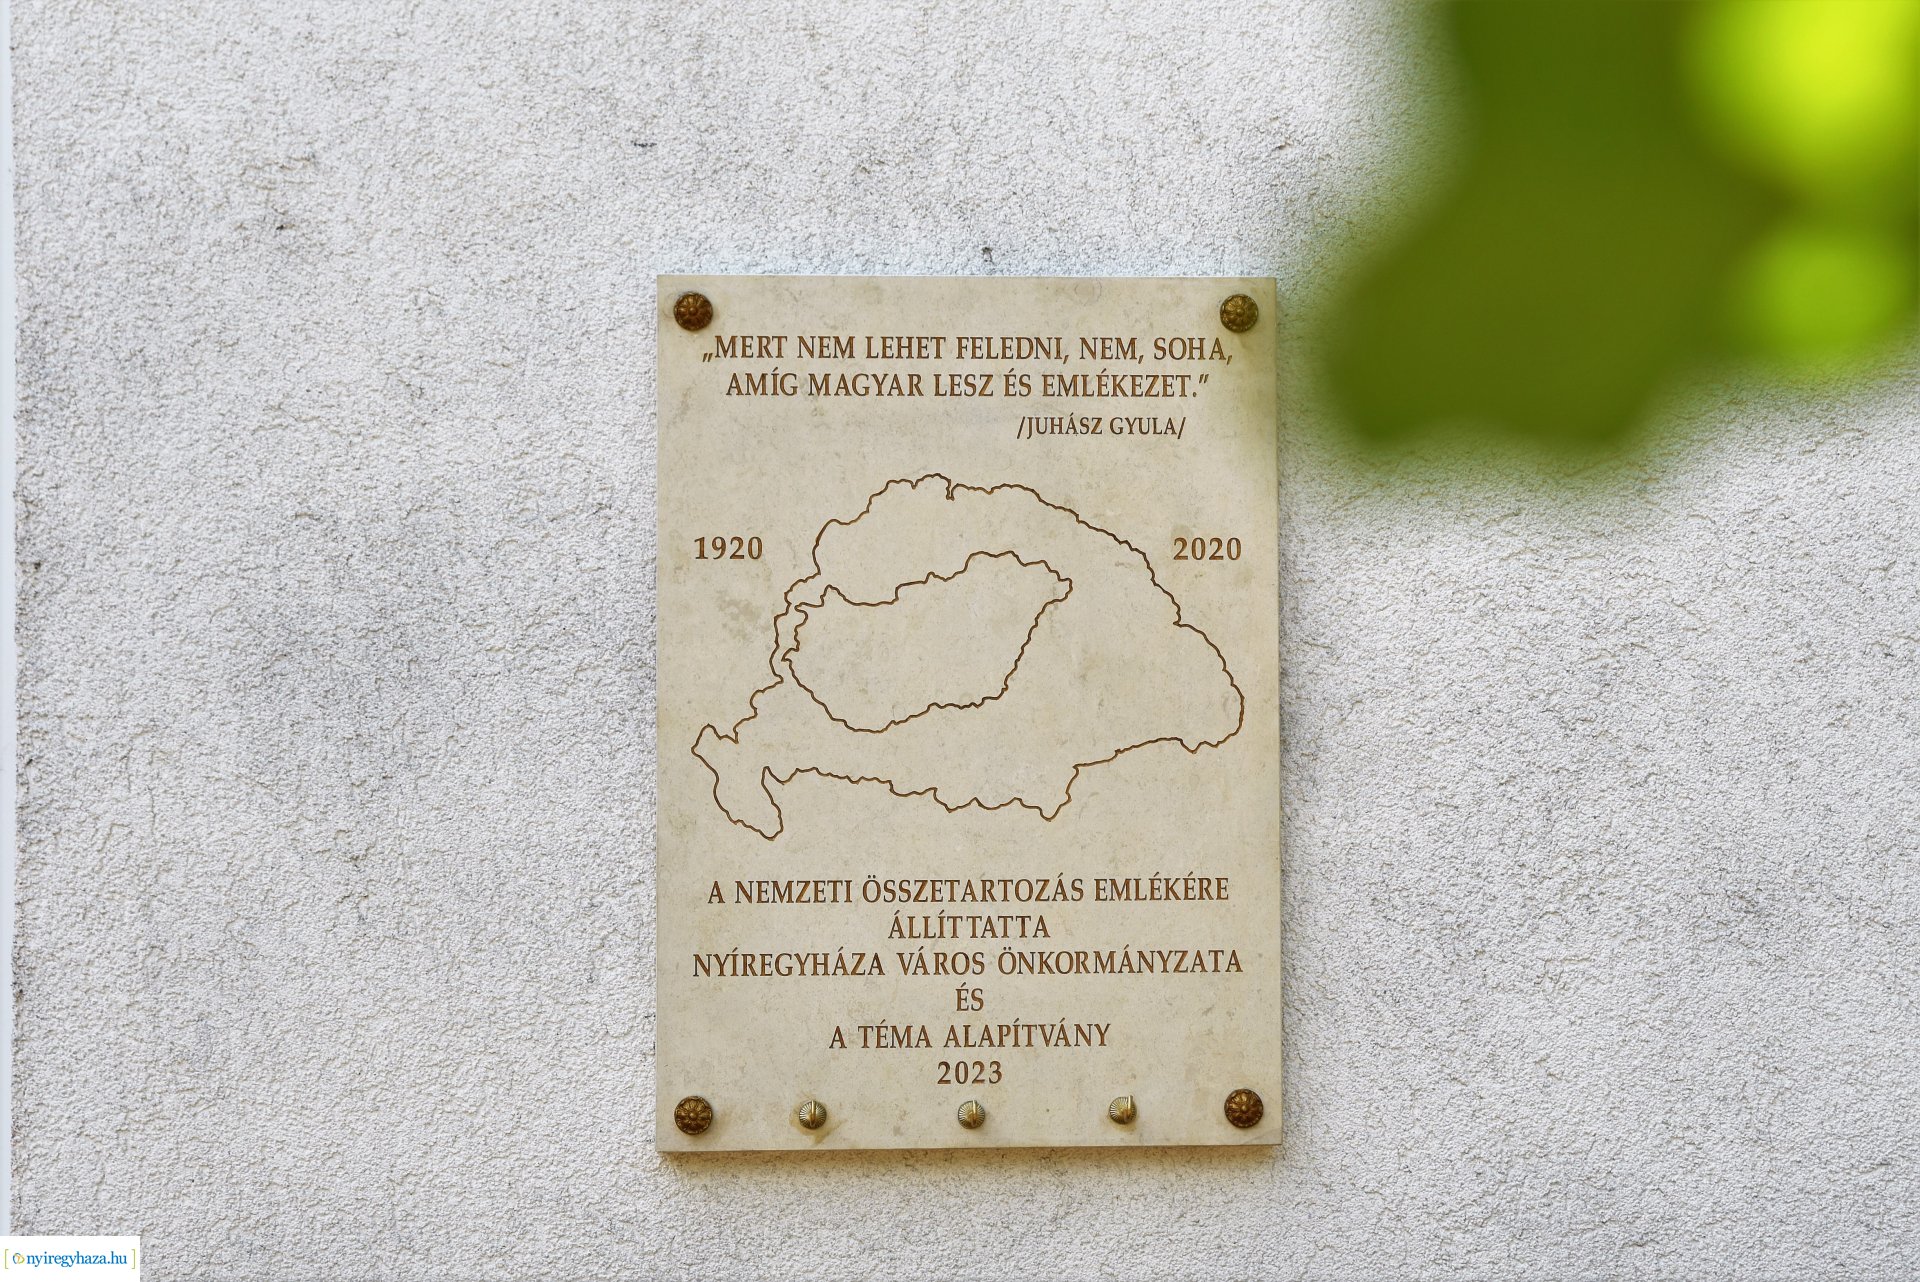 „MERT NEM LEHET FELEDNI, NEM, SOHA,
AMÍG MAGYAR LESZ ÉS EMLÉKEZET.”
/JUHÁSZ GYULA/
1920
2020
A NEMZETI ÖSSZETARTOZÁS EMLÉKÉRE
ÁLLÍTTATTA
NYÍREGYHÁZA VÁROS ÖNKORMÁNYZATA
ÉS
A TÉMA ALAPÍTVÁNY
2023
[nyiregyhaza.hu]